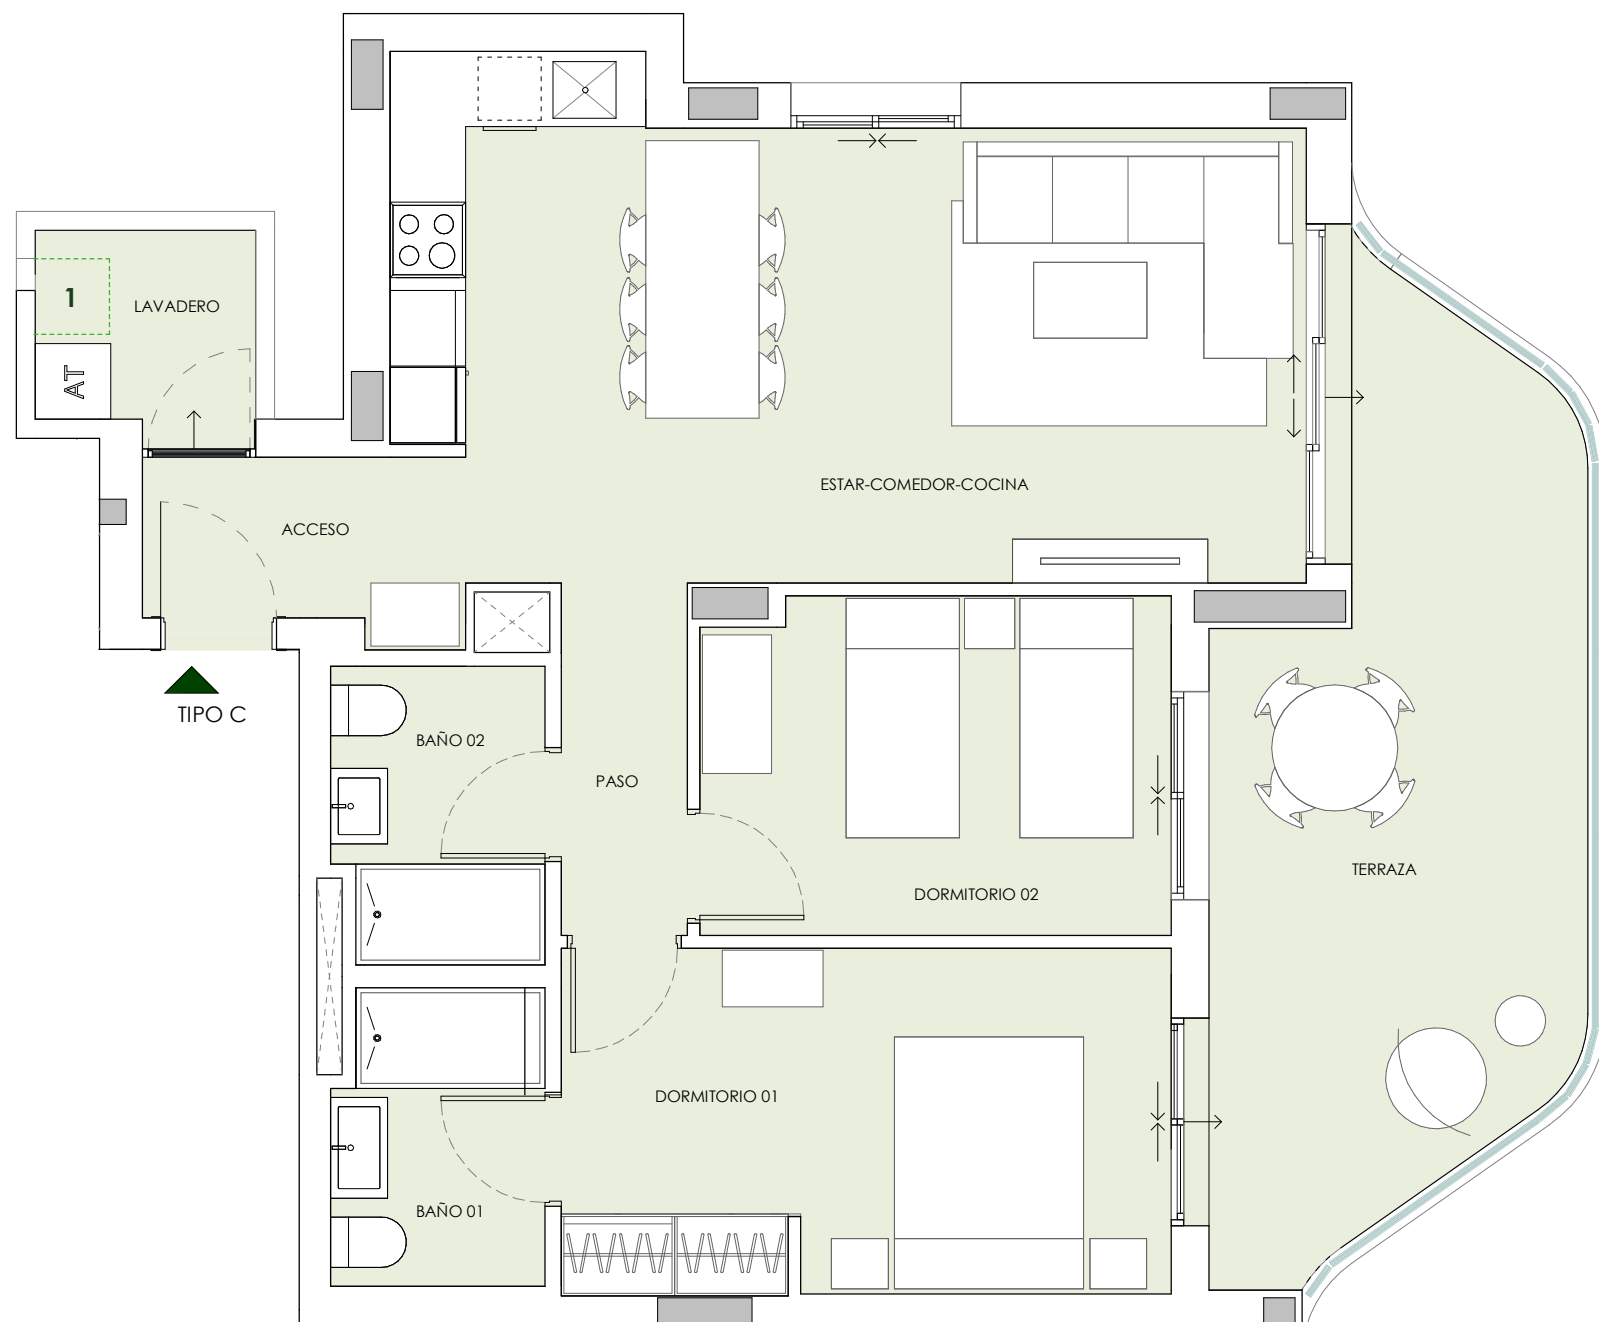 1
LAVADERO
AT
ESTAR-COMEDOR-COCINA
ACCESO
TIPO C
BAÑO 02
PASO
TERRAZA
DORMITORIO 02
DORMITORIO 01
BAÑO 01